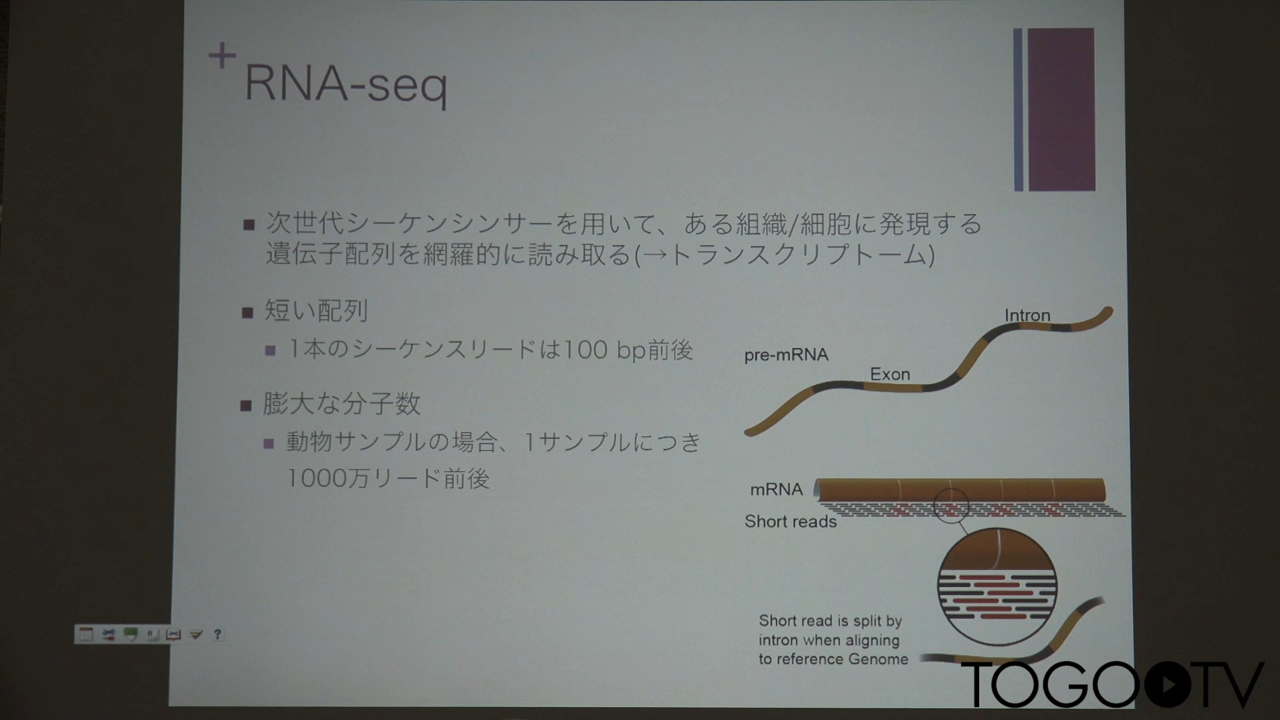 +
RNA-seq
次世代シーケンシンサーを用いて、ある組織/細胞に発現する
遺伝子配列を網羅的に読み取る(→トランスクリプトーム)
短い配列
1本のシーケンスリードは100 bp前後
膨大な分子数
動物サンプルの場合、1サンプルにつき
1000万リード前後
Intron
pre-mRNA
Exon
mRNA
Short reads
Short read is split by
intron when aligning
to reference Genome
?
TOGOTV